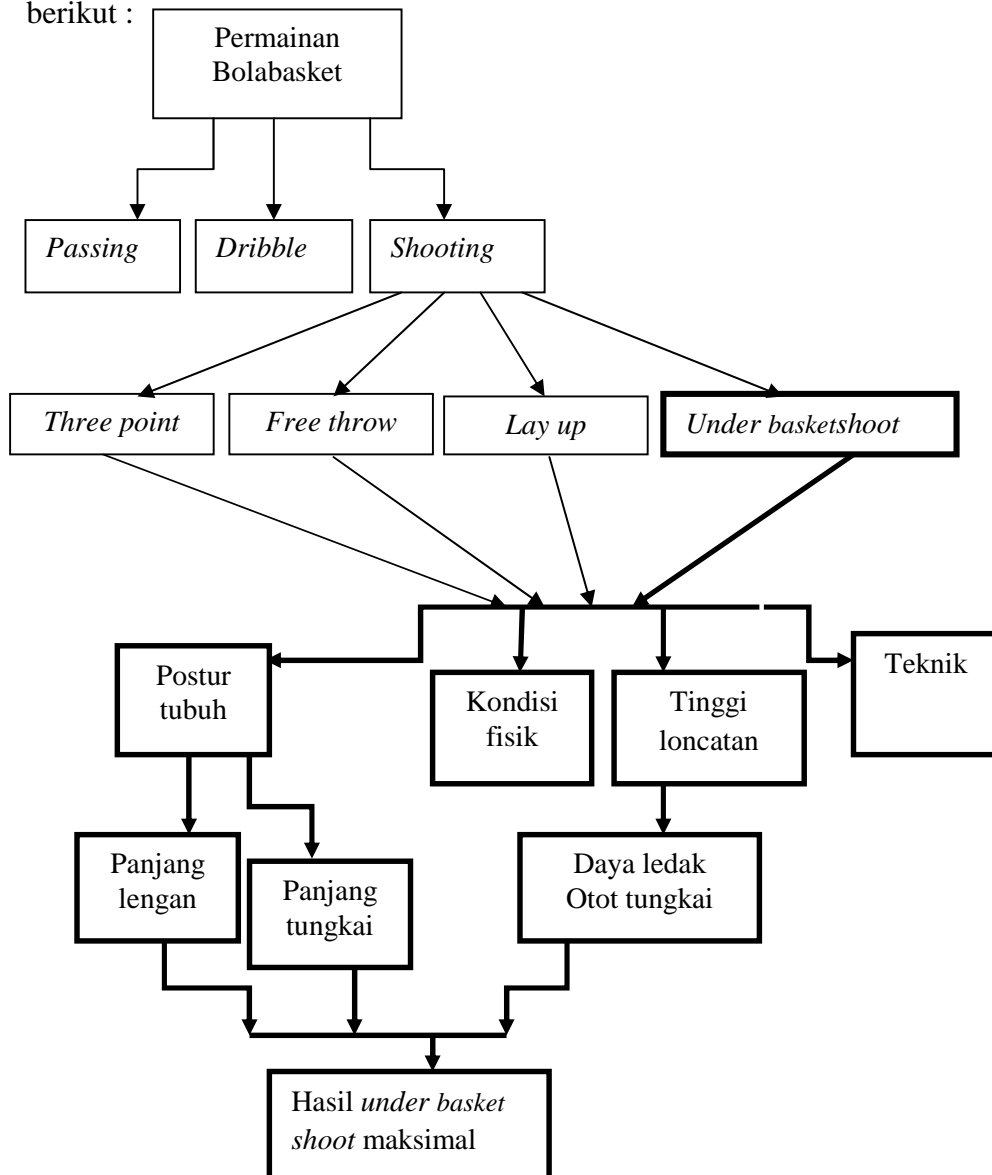 berikut :
Permainan
Bolabasket
Passing
Dribble
Shooting
Three point
Free throw
Lay up
Under basketshoot
Postur
tubuh
Kondisi
fisik
Tinggi
loncatan
Teknik
Panjang
lengan
Panjang
tungkai
Daya ledak
Otot tungkai
Hasil under basket
shoot maksimal